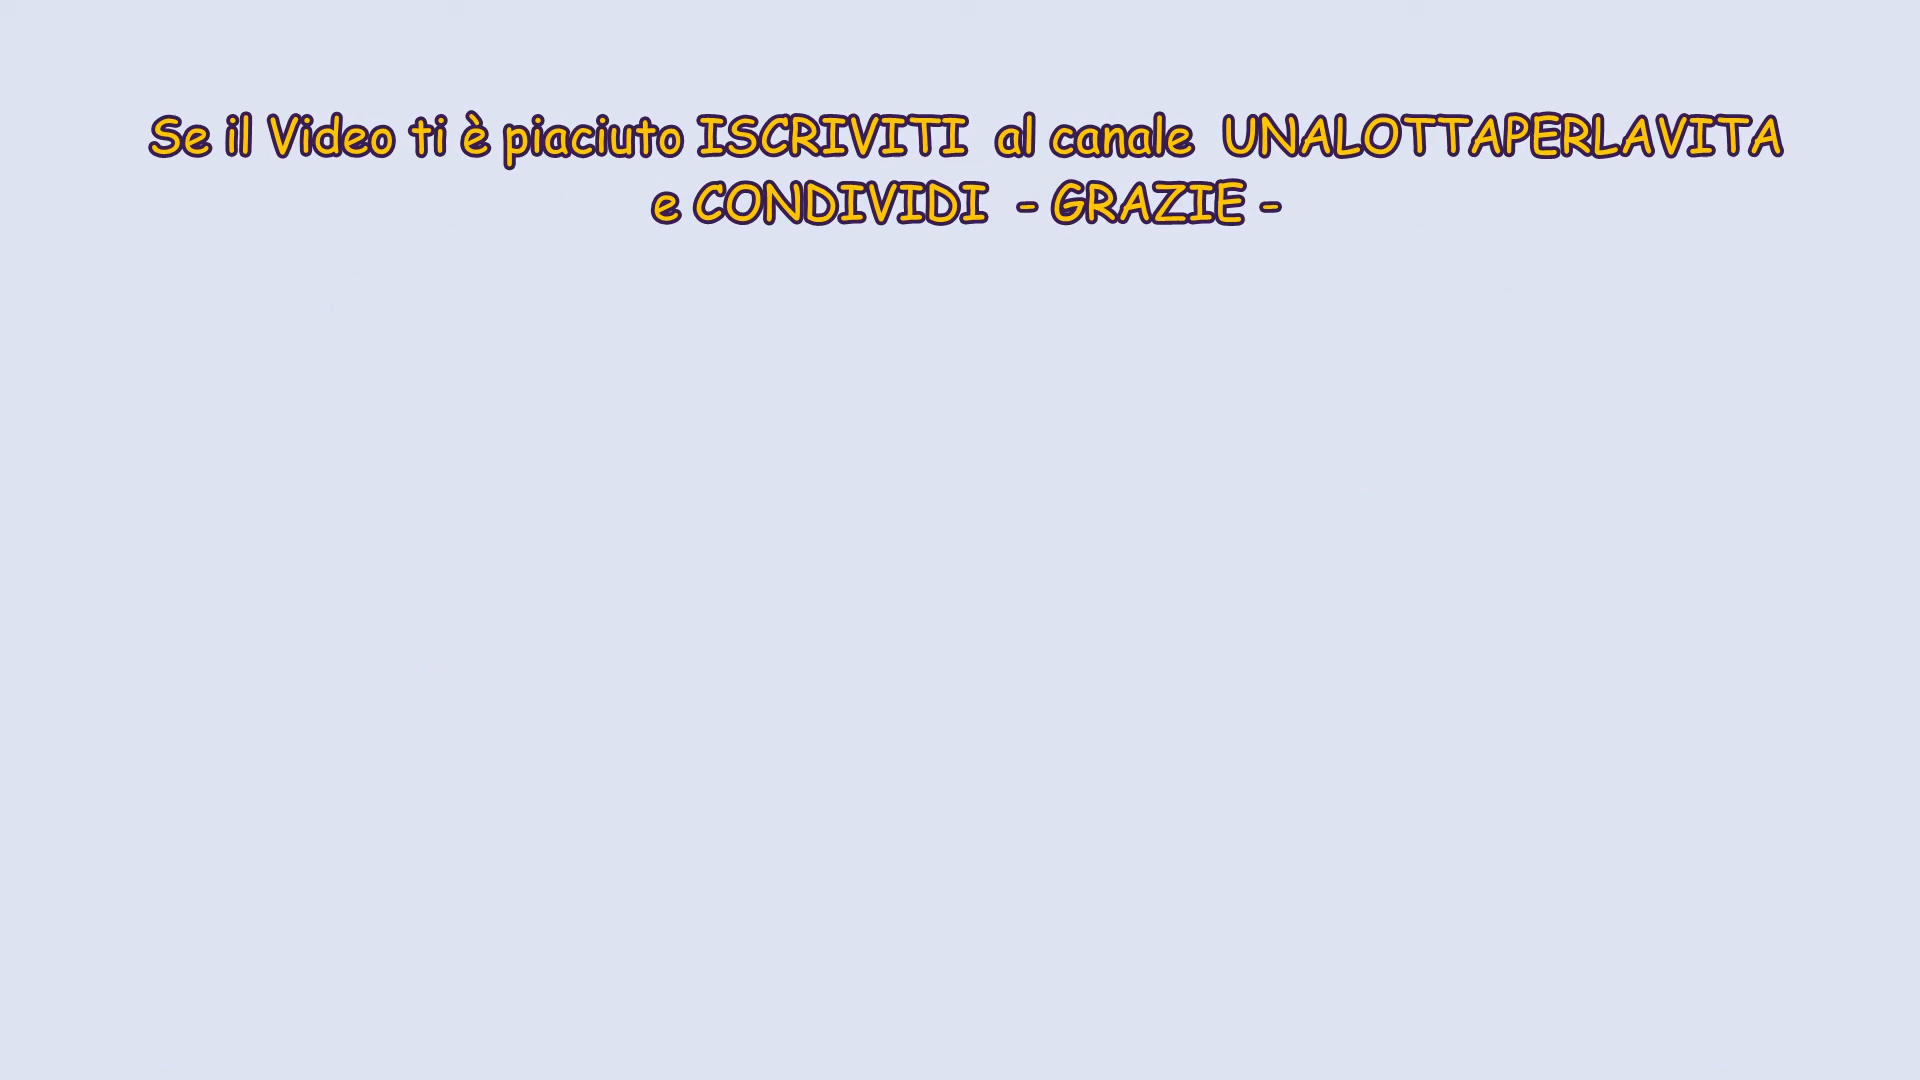 Se il Video ti è piaciuto ISCRIVITI al canale UNALOTTAPERLAVITA
e CONDIVIDI - GRAZIE -